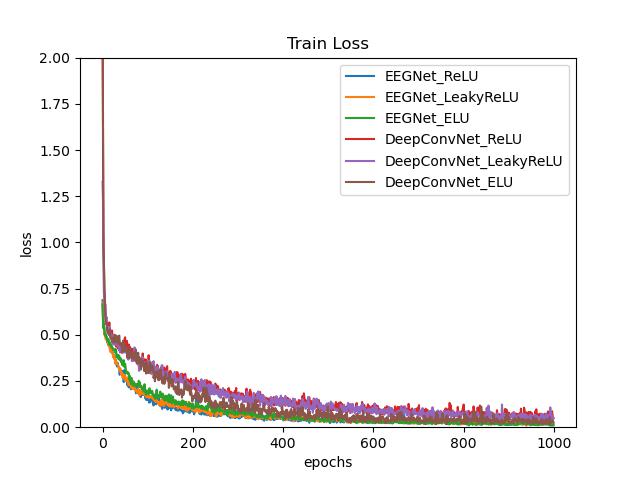 Train Loss
2.00
1.75
1.50
1.25
1.00
0.75
0.50
0.25
0.00
loss
EEGNet_ReLU
EEGNet_LeakyReLU
EEGNet_ELU
DeepConvNet_ReLU
DeepConvNet_LeakyReLU
DeepConvNet_ELU
0 200 400 600 800 1000
epochs